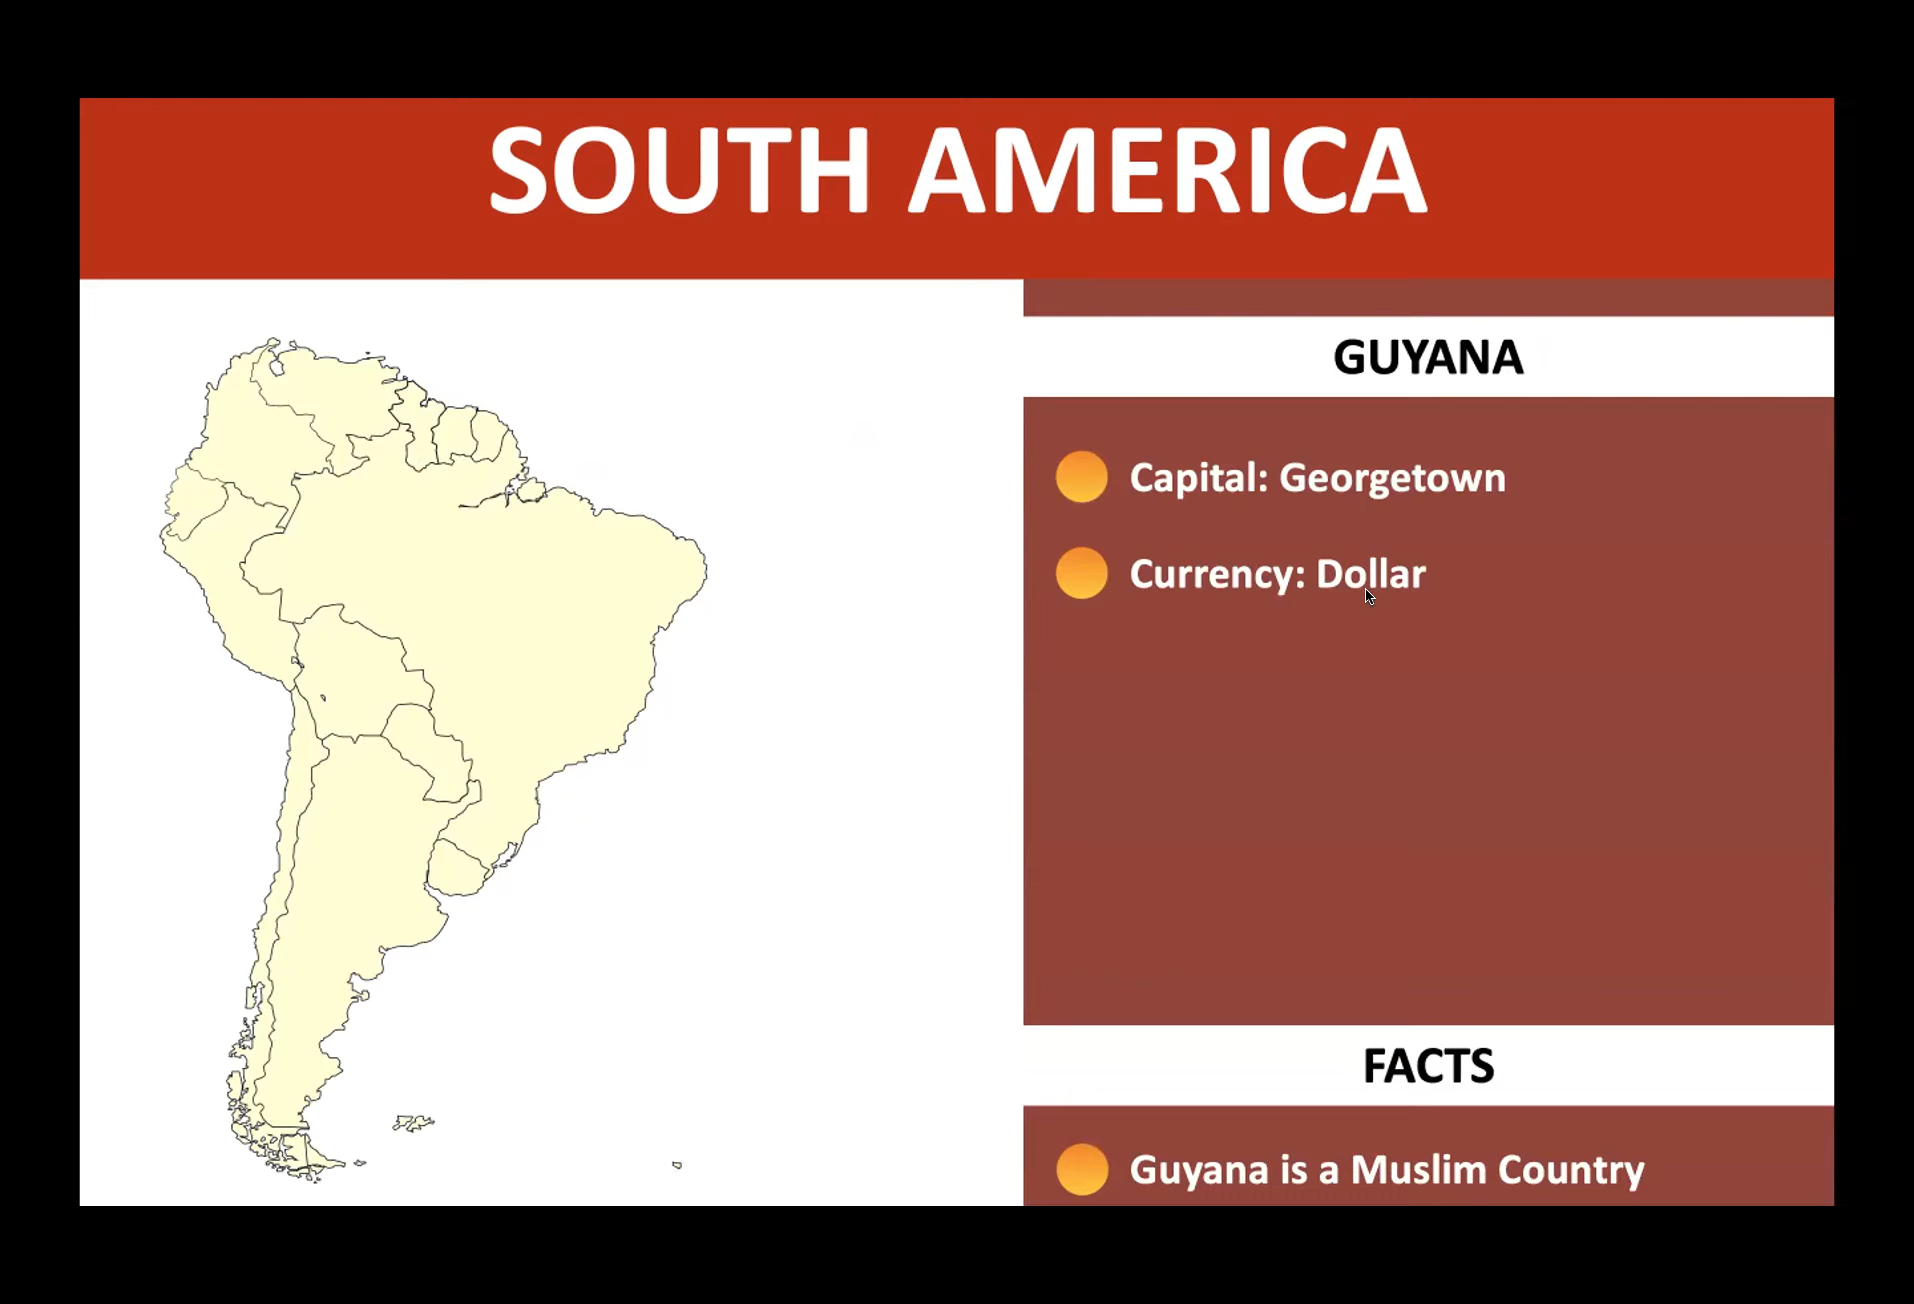 SOUTH AMERICA
GUYANA
Capital: Georgetown
Currency: Dollar
FACTS
Guyana is a Muslim Country